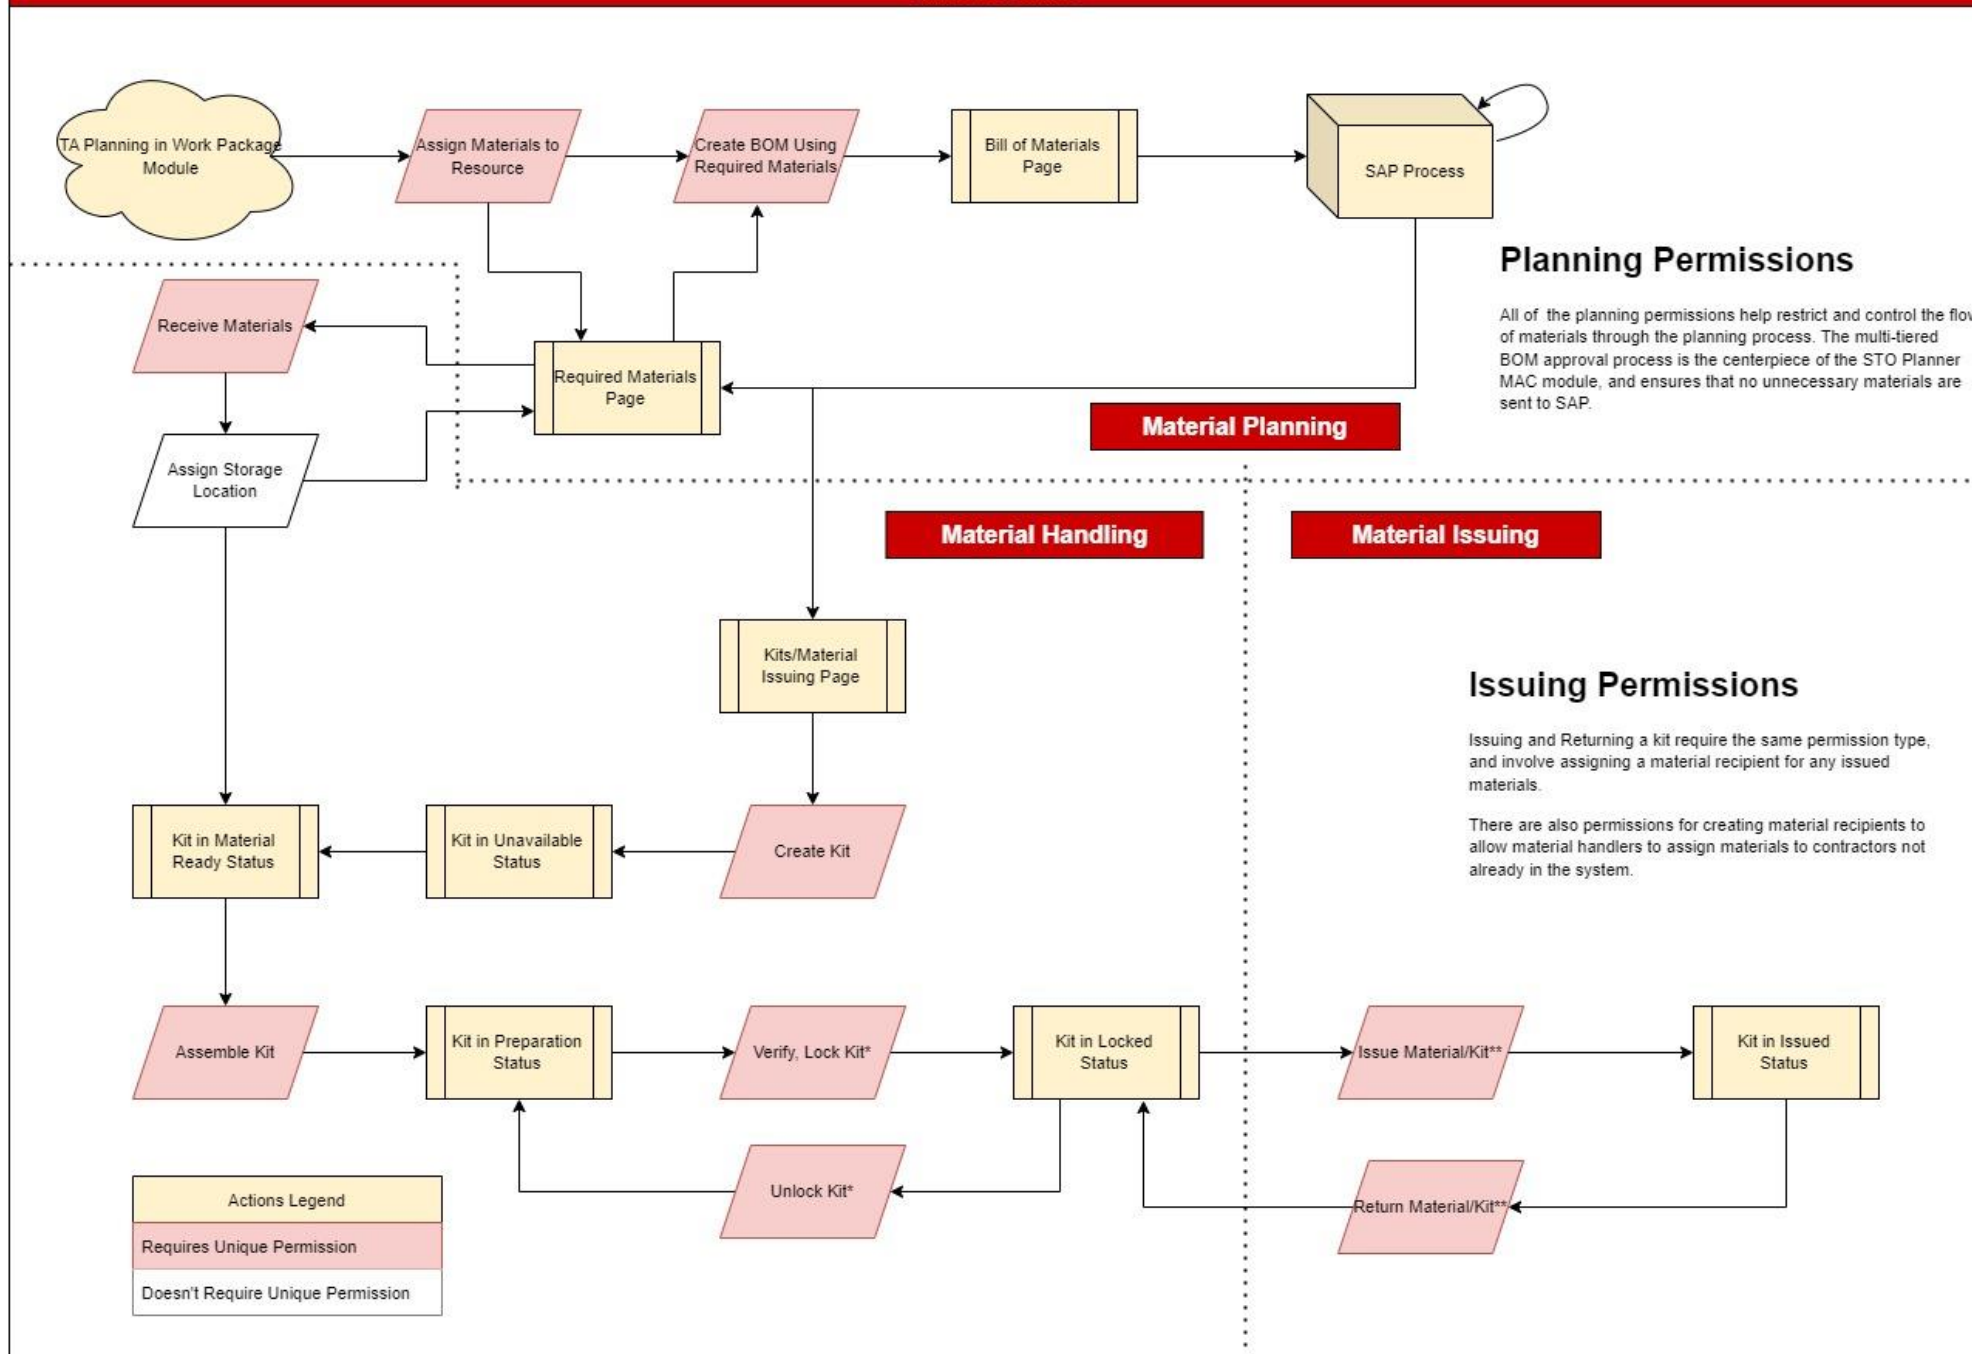 TA Planning in Work Package
Module
Assign Materials to
Resource
Create BOM Using
Required Materials
Bill of Materials
Page
SAP Process
Planning Permissions
All of the planning permissions help restrict and control the flow
of materials through the planning process. The multi-tiered
BOM approval process is the centerpiece of the STO Planner
MAC module, and ensures that no unnecessary materials are
sent to SAP.
Receive Materials
Required Materials
Page
Assign Storage
Location
Material Planning
Material Handling
Material Issuing
Kits/Material
Issuing Page
Issuing Permissions
Issuing and Returning a kit require the same permission type,
and involve assigning a material recipient for any issued
materials.
There are also permissions for creating material recipients to
allow material handlers to assign materials to contractors not
already in the system.
Kit in Material
Ready Status
Kit in Unavailable
Status
Create Kit
Assemble Kit
Kit in Preparation
Status
Verify, Lock Kit*
Kit in Locked
Status
Issue Material/Kit**
Kit in Issued
Status
Unlock Kit*
Return Material/Kit**
Actions Legend
Requires Unique Permission
Doesn't Require Unique Permission